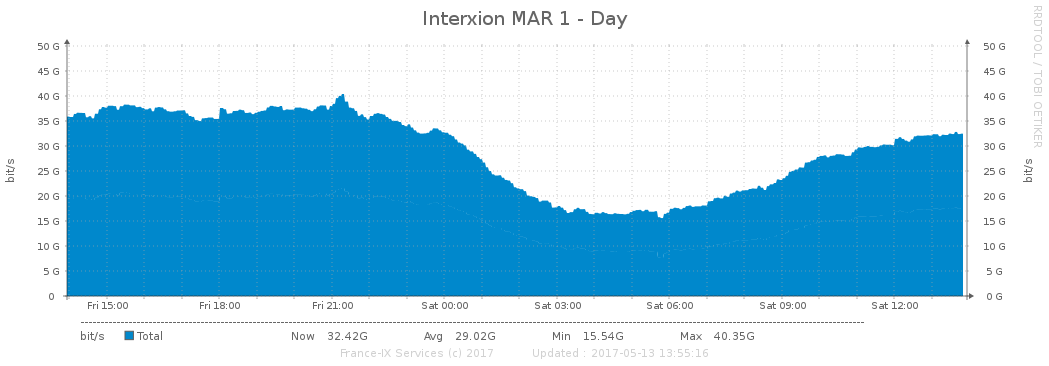 Interxion MAR 1 - Day
RRDTOOL / TOBI OETIKER
bit/s
50 G 50 G
45 G 45 G
40 G 40 G
35 G 35 G
30 G 30 G
25 G 25 G
20 G 20 G
15 G 15 G
10 G 10 G
5 G 5 G
0 0 G
bit/s
Fri 15:00 Fri 18:00 Fri 21:00 Sat 00:00 Sat 03:00 Sat 06:00 Sat 09:00 Sat 12:00
bit/s Total Now 32.42G Avg 29.02G Min 15.54G Max 40.35G
France-IX Services (c) 2017 Updated : 2017-05-13 13:55:16